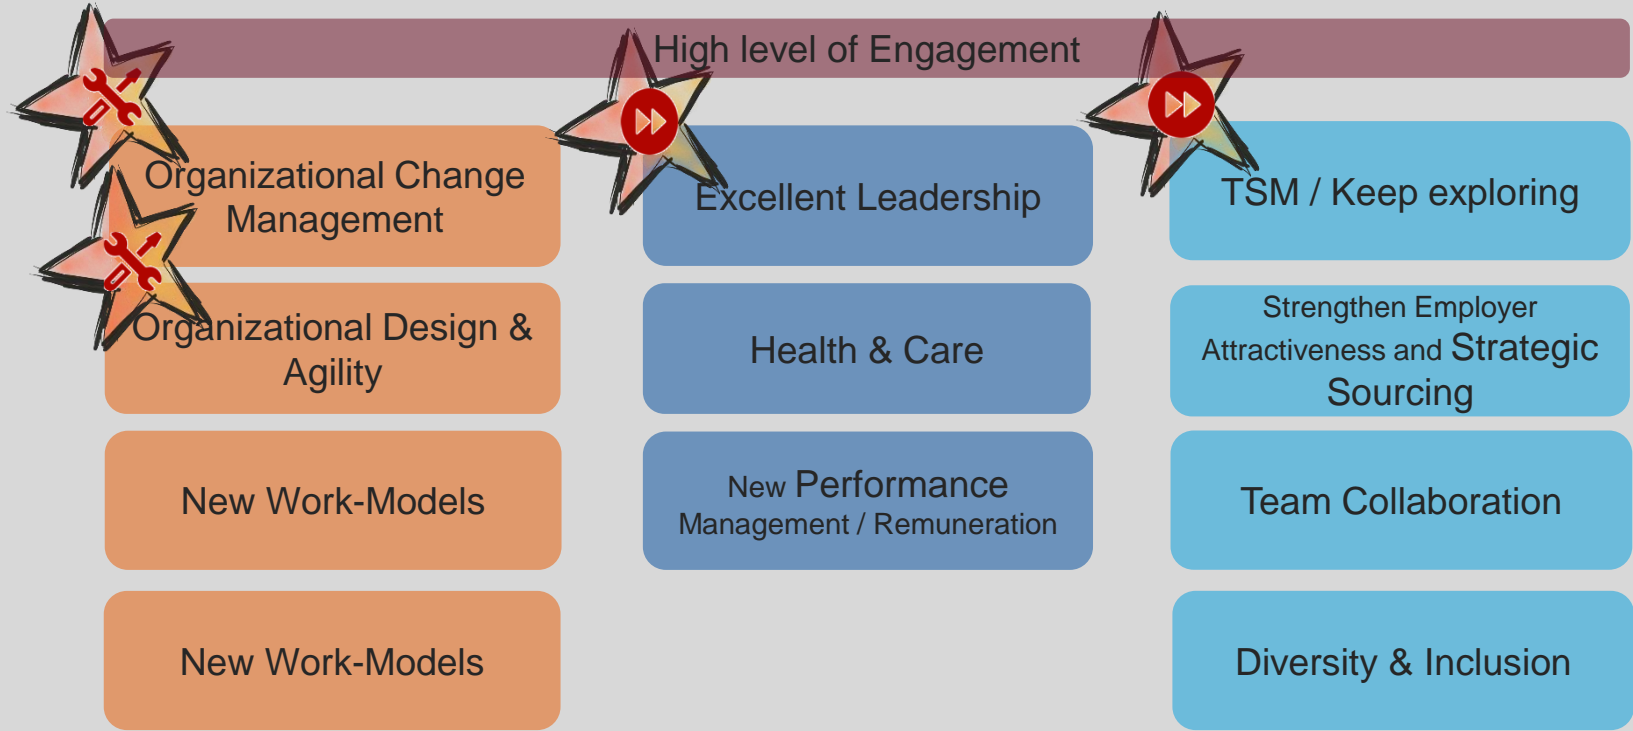 High level of Engagement
Organizational Change
Management
Organizational Design &
Agility
New Work-Models
New Work-Models
Excellent Leadership
Health & Care
New Performance
Management / Remuneration
TSM / Keep exploring
Strengthen Employer
Attractiveness and Strategic
Sourcing
Team Collaboration
Diversity & Inclusion